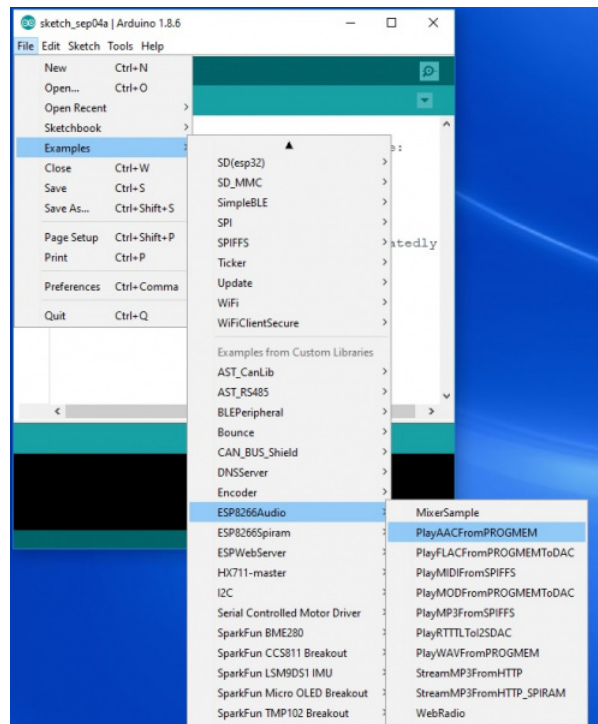 sketch_sep04a | Arduino 1.8.6
File Edit Sketch Tools Help
New Ctrl+N
Open... Ctrl+O
Open Recent
Sketchbook
Examples
Close Ctrl+W
Save Ctrl+S
Save As... Ctrl+Shift+S
Page Setup Ctrl+Shift+P
Print Ctrl+P
Preferences Ctrl+Comma
Quit Ctrl+Q
SD(esp32)
SD_MMC
SimpleBLE
SPI
SPIFFS
Ticker
Update
WiFi
WiFiClientSecure
Examples from Custom Libraries
AST_CanLib
AST_RS485
BLEPeripheral
Bounce
CAN_BUS_Shield
DNSServer
Encoder
ESP8266Audio
ESP8266Spiram
ESPWebServer
HX711-master
I2C
Serial Controlled Motor Driver
SparkFun BME280
SparkFun CCS811 Breakout
SparkFun LSM9DS1 IMU
SparkFun Micro OLED Breakout
SparkFun TMP102 Breakout
MixerSample
PlayAACFromPROGMEM
PlayFLACFromPROGMEMToDAC
PlayMIDIFromSPIFFS
PlayMODFromPROGMEMToDAC
PlayMP3FromSPIFFS
PlayRTTTLToI2SDAC
PlayWAVFromPROGMEM
StreamMP3FromHTTP
StreamMP3FromHTTP_SPIRAM
WebRadio